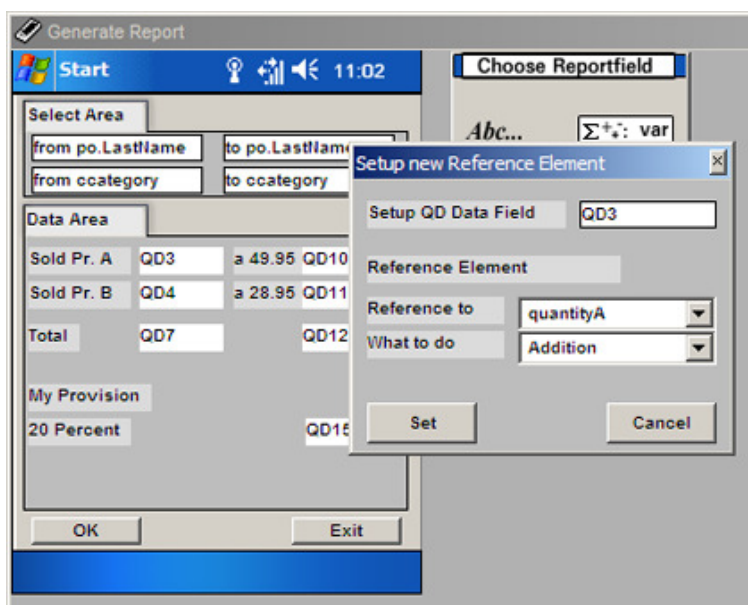 Generate Report
Start 11:02
Choose Reportfield
Abc... Σ+-: var
Select Area
from po.LastName to po.LastName
from ccategory to ccategory
Setup new Reference Element
Setup QD Data Field QD3
Reference Element
Reference to quantityA
What to do Addition
Set Cancel
Data Area
Sold Pr. A QD3 a 49.95 QD10
Sold Pr. B QD4 a 28.95 QD11
Total QD7 QD12
My Provision
20 Percent QD15
OK Exit